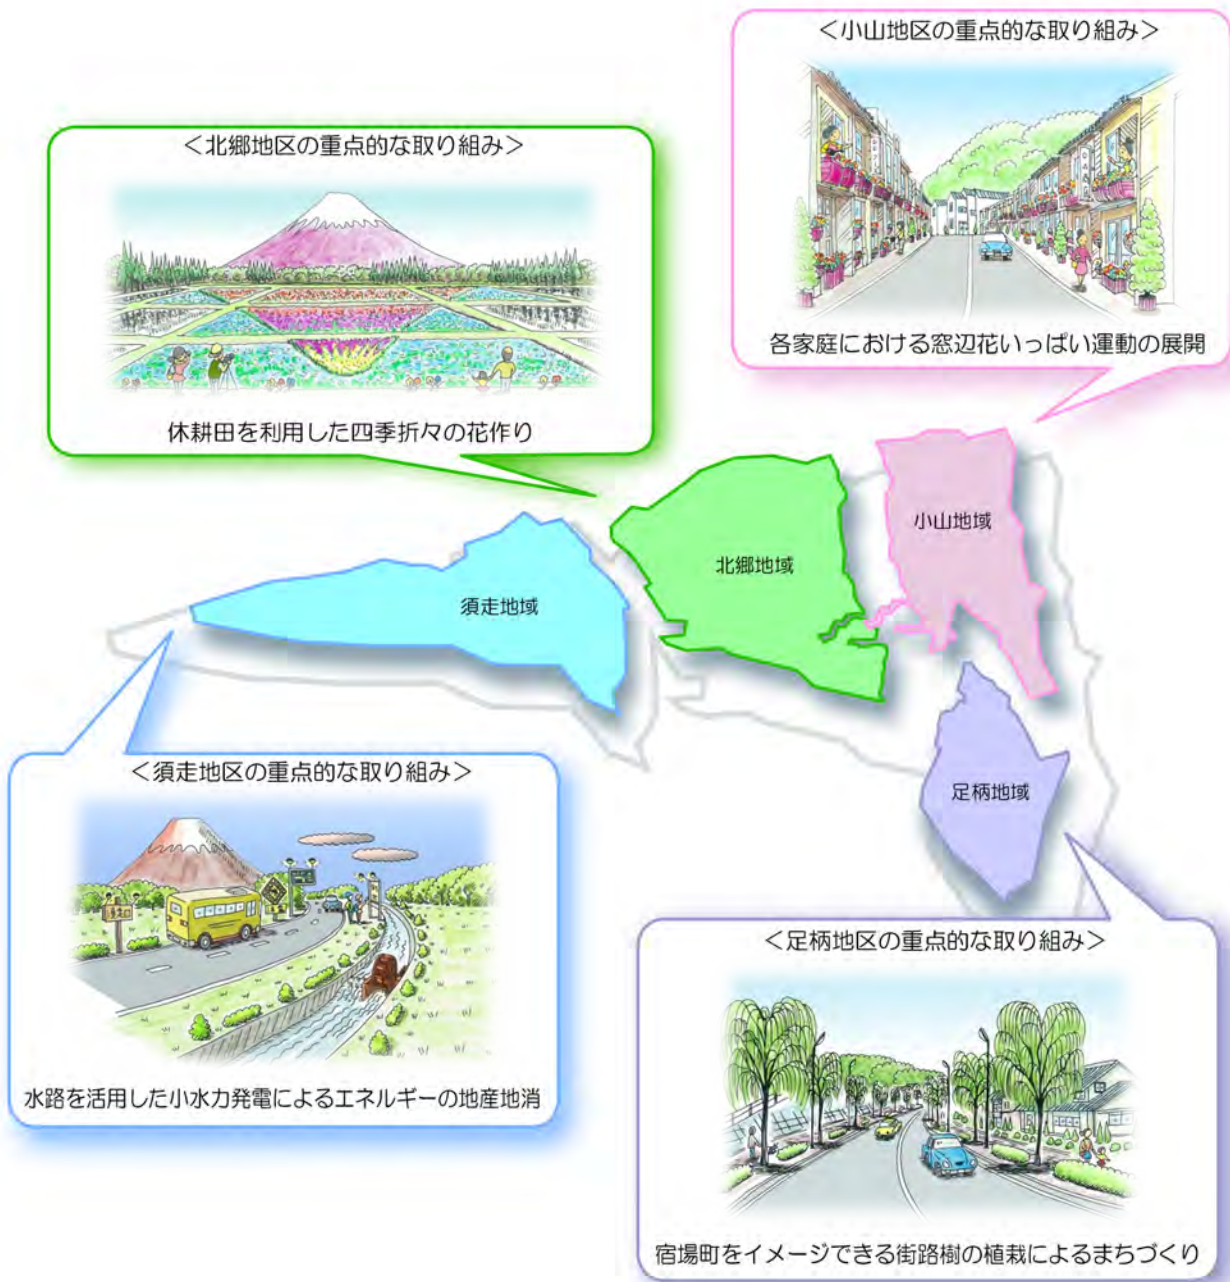 <小山地区の重点的な取り組み>
各家庭における窓辺花いっぱい運動の展開
<北郷地区の重点的な取り組み>
休耕田を利用した四季折々の花作り
小山地域
北郷地域
須走地域
足柄地域
<須走地区の重点的な取り組み>
水路を活用した小水力発電によるエネルギーの地産地消
<足柄地区の重点的な取り組み>
宿場町をイメージできる街路樹の植栽によるまちづくり